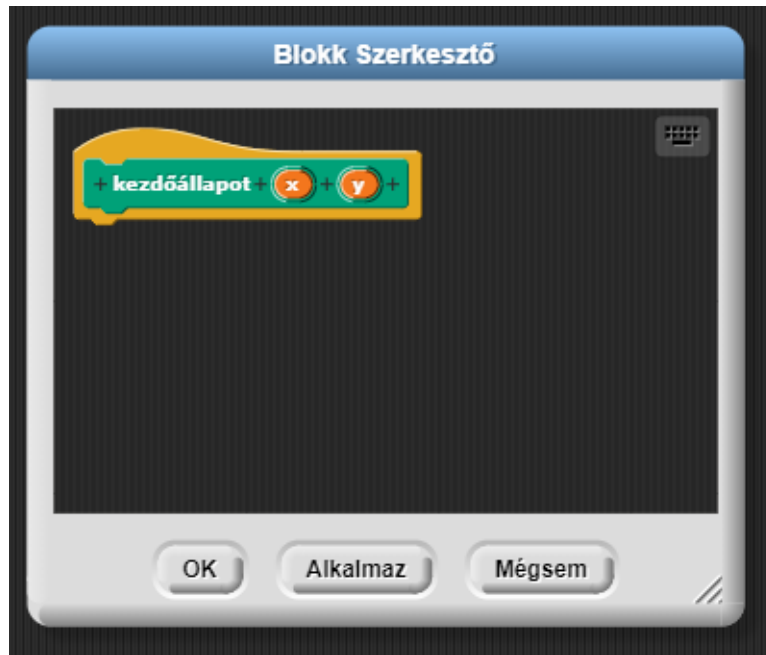 Blokk Szerkesztő
+ kezdőállapot + x + y +
OK Alkalmaz Mégsem